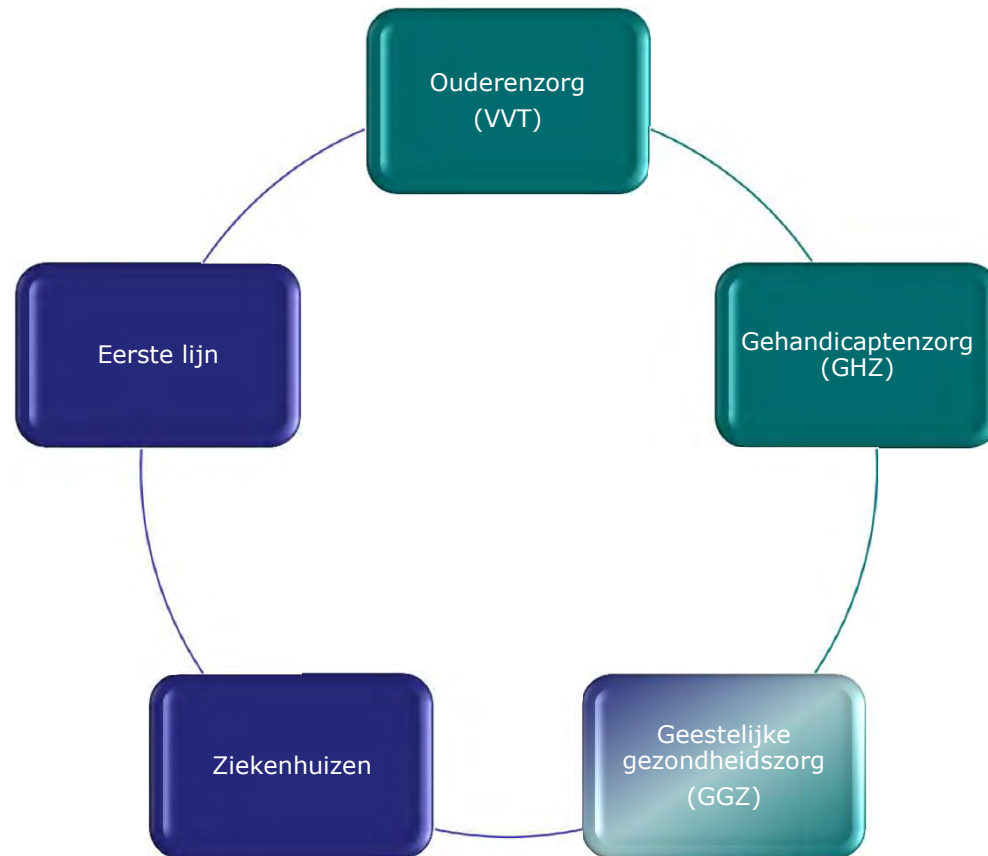 Ouderenzorg
(VVT)
Eerste lijn
Gehandicaptenzorg
(GHZ)
Ziekenhuizen
Geestelijke
gezondheidszorg
(GGZ)